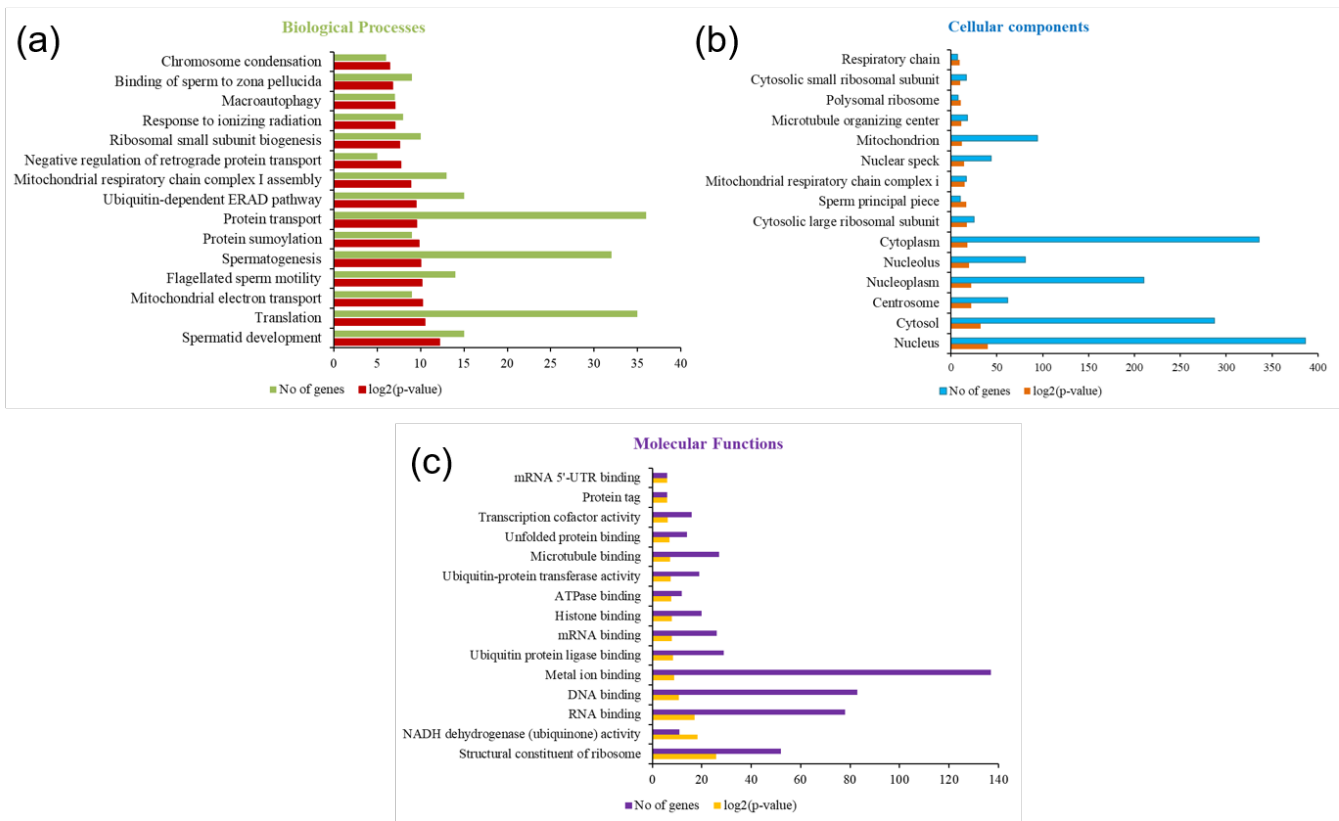 (a)
Biological Processes
Chromosome condensation
Binding of sperm to zona pellucida
Macroautophagy
Response to ionizing radiation
Ribosomal small subunit biogenesis
Negative regulation of retrograde protein transport
Mitochondrial respiratory chain complex I assembly
Ubiquitin-dependent ERAD pathway
Protein transport
Protein sumoylation
Spermatogenesis
Flagellated sperm motility
Mitochondrial electron transport
Translation
Spermatid development
0 5 10 15 20 25 30 35 40
No of genes log2(p-value)
(b)
Cellular components
Respiratory chain
Cytosolic small ribosomal subunit
Polysomal ribosome
Microtubule organizing center
Mitochondrion
Nuclear speck
Mitochondrial respiratory chain complex i
Sperm principal piece
Cytosolic large ribosomal subunit
Cytoplasm
Nucleolus
Nucleoplasm
Centrosome
Cytosol
Nucleus
0 50 100 150 200 250 300 350 400
No of genes log2(p-value)
(c)
Molecular Functions
mRNA 5'-UTR binding
Protein tag
Transcription cofactor activity
Unfolded protein binding
Microtubule binding
Ubiquitin-protein transferase activity
ATPase binding
Histone binding
mRNA binding
Ubiquitin protein ligase binding
Metal ion binding
DNA binding
RNA binding
NADH dehydrogenase (ubiquinone) activity
Structural constituent of ribosome
0 20 40 60 80 100 120 140
No of genes log2(p-value)